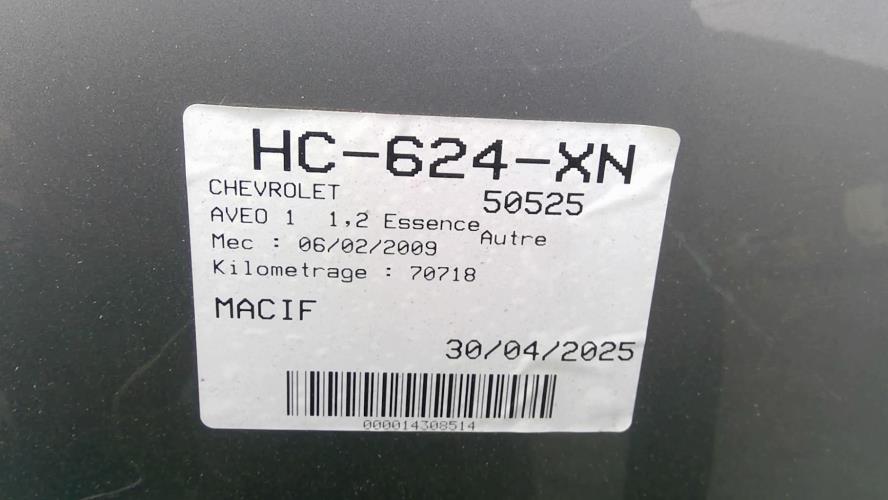 HC-624-XN
CHEVROLET 50525
AVEO 1 1,2 Essence Autre
Mec : 06/02/2009
Kilometrage : 70718
MACIF
30/04/2025
000014308514